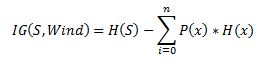 IG(S, Wind) = H(S) − ∑_{i=0}^{n} P(x) * H(x)